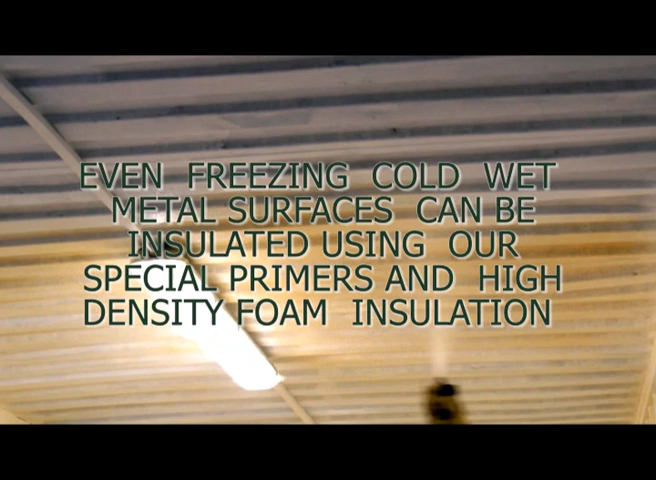 EVEN FREEZING COLD WET
METAL SURFACES CAN BE
INSULATED USING OUR
SPECIAL PRIMERS AND HIGH
DENSITY FOAM INSULATION